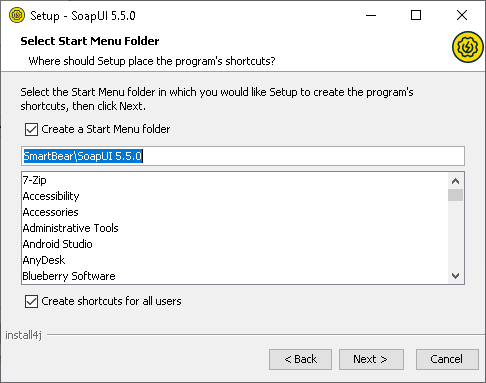 Setup - SoapUI 5.5.0
Select Start Menu Folder
Where should Setup place the program's shortcuts?
Select the Start Menu folder in which you would like Setup to create the program's
shortcuts, then click Next.
Create a Start Menu folder
SmartBear\SoapUI 5.5.0
7-Zip
Accessibility
Accessories
Administrative Tools
Android Studio
AnyDesk
Blueberry Software
Create shortcuts for all users
install4j
< Back
Next >
Cancel